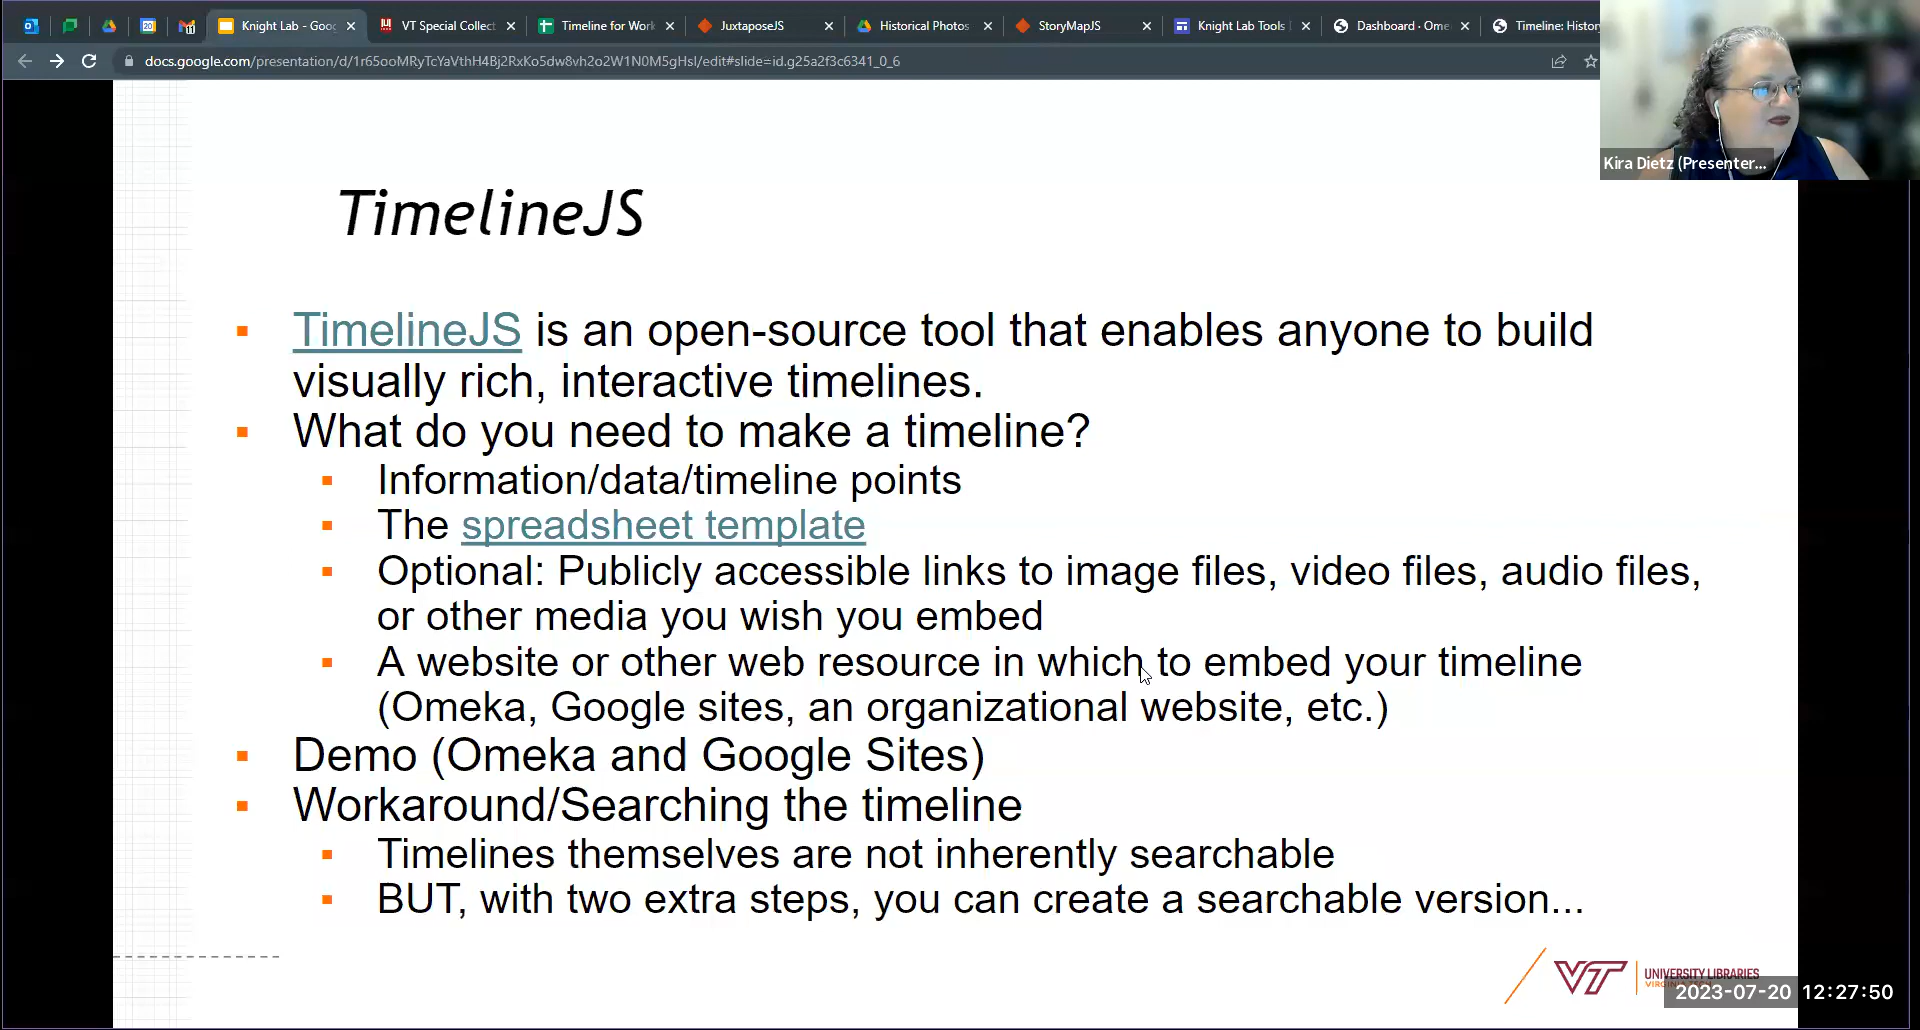 Knight Lab - Goog
VT Special Collect
Timeline for Work
JuxtaposeJS
Historical Photos
StoryMapJS
Knight Lab Tools
Dashboard · Ome
Timeline: Histor
docs.google.com/presentation/d/1r65ooMRyTcYaVthH4Bj2RxKo5dw8vh2o2W1N0M5gHsI/edit#slide=id.g25a2f3c6341_0_6
Kira Dietz (Presenter...
TimelineJS
TimelineJS is an open-source tool that enables anyone to build
visually rich, interactive timelines.
What do you need to make a timeline?
Information/data/timeline points
The spreadsheet template
Optional: Publicly accessible links to image files, video files, audio files,
or other media you wish you embed
A website or other web resource in which to embed your timeline
(Omeka, Google sites, an organizational website, etc.)
Demo (Omeka and Google Sites)
Workaround/Searching the timeline
Timelines themselves are not inherently searchable
BUT, with two extra steps, you can create a searchable version...
VT UNIVERSITY LIBRARIES
2023-07-20 12:27:50